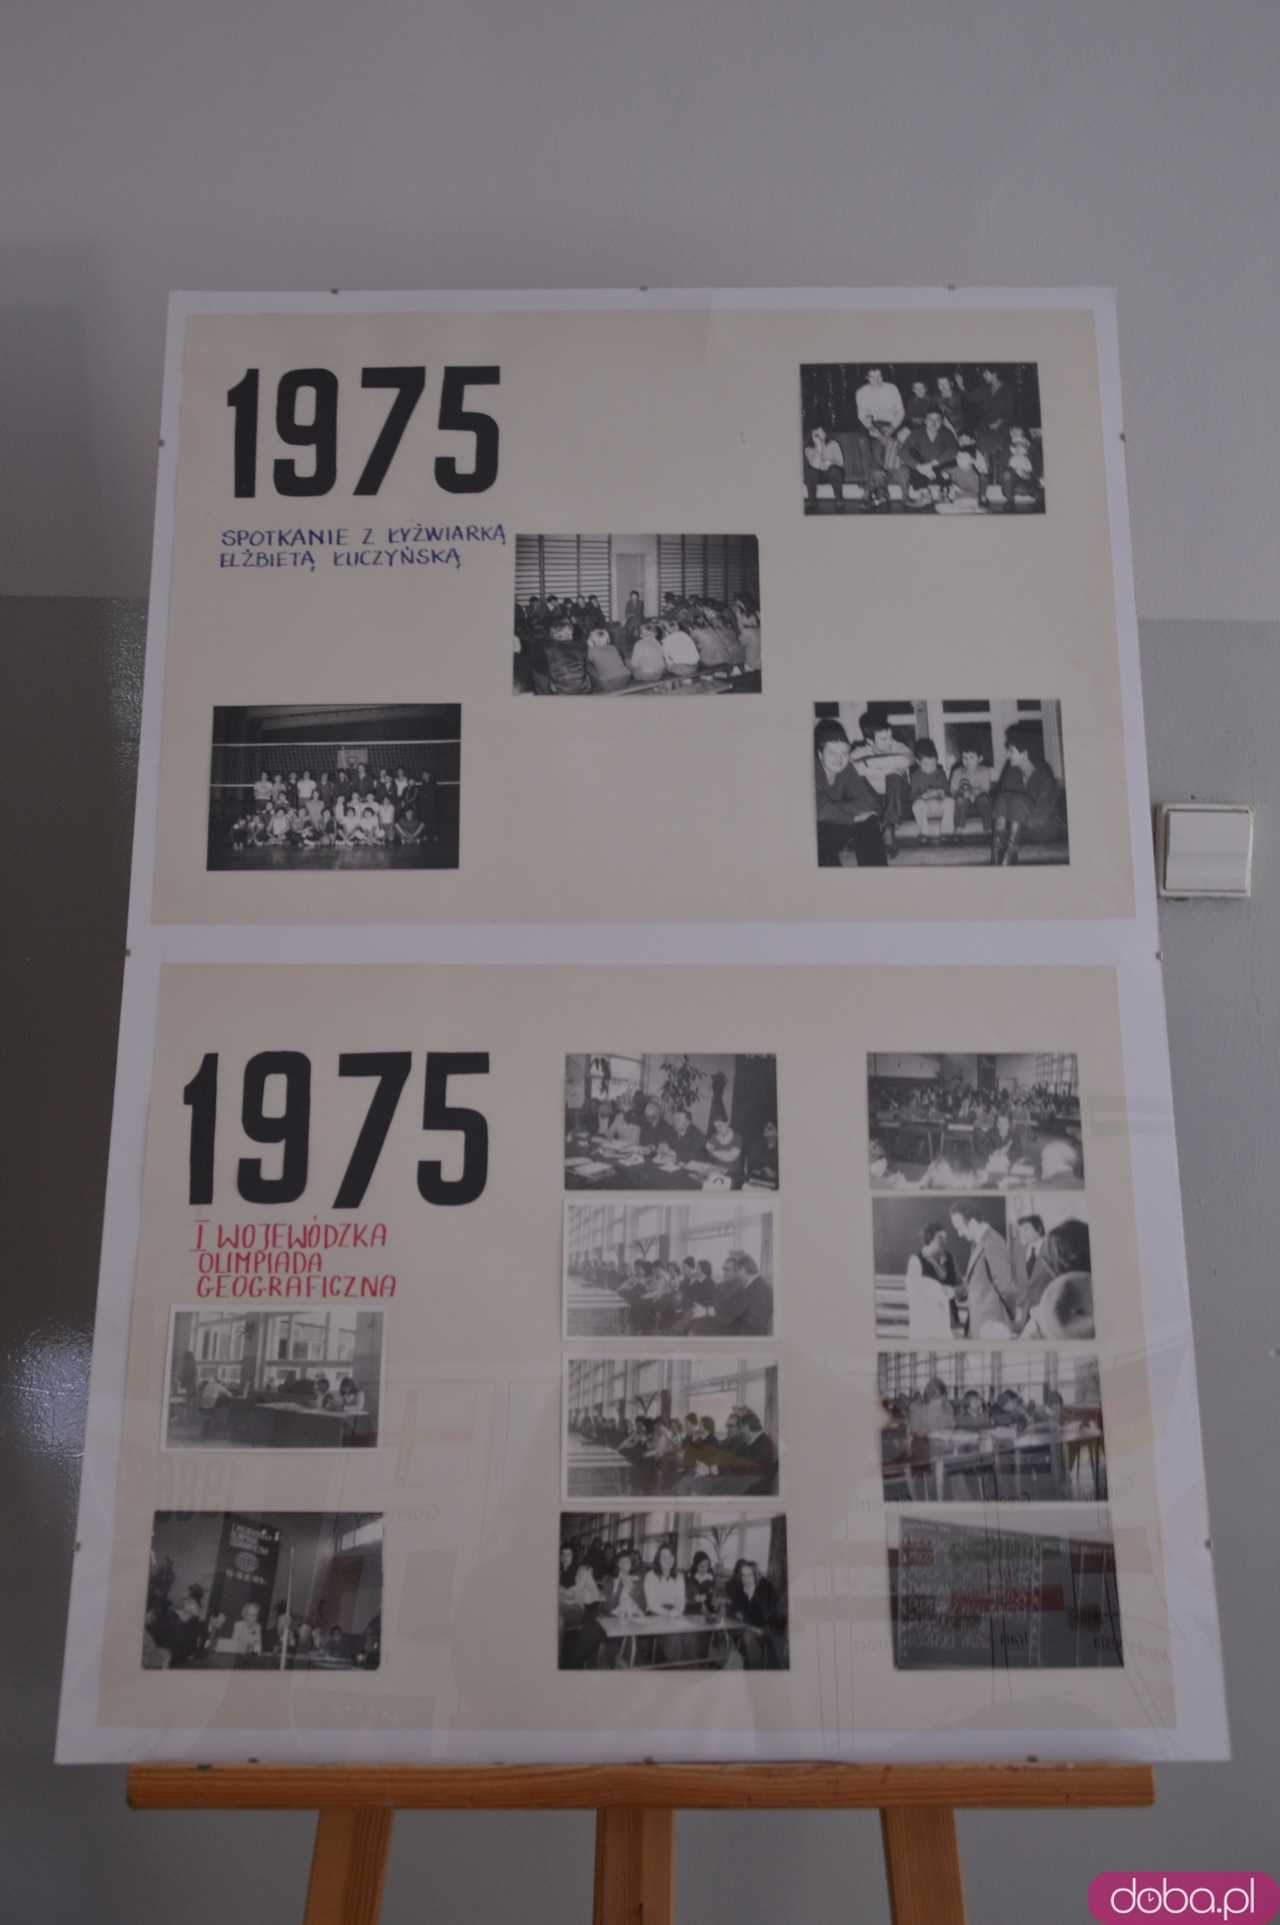 1975
SPOTKANIE Z ŁYŻWIARKĄ
ELŻBIETĄ ŁUCZYŃSKĄ
1975
I WOJEWÓDZKA
OLIMPIADA
GEOGRAFICZNA
doba.pl